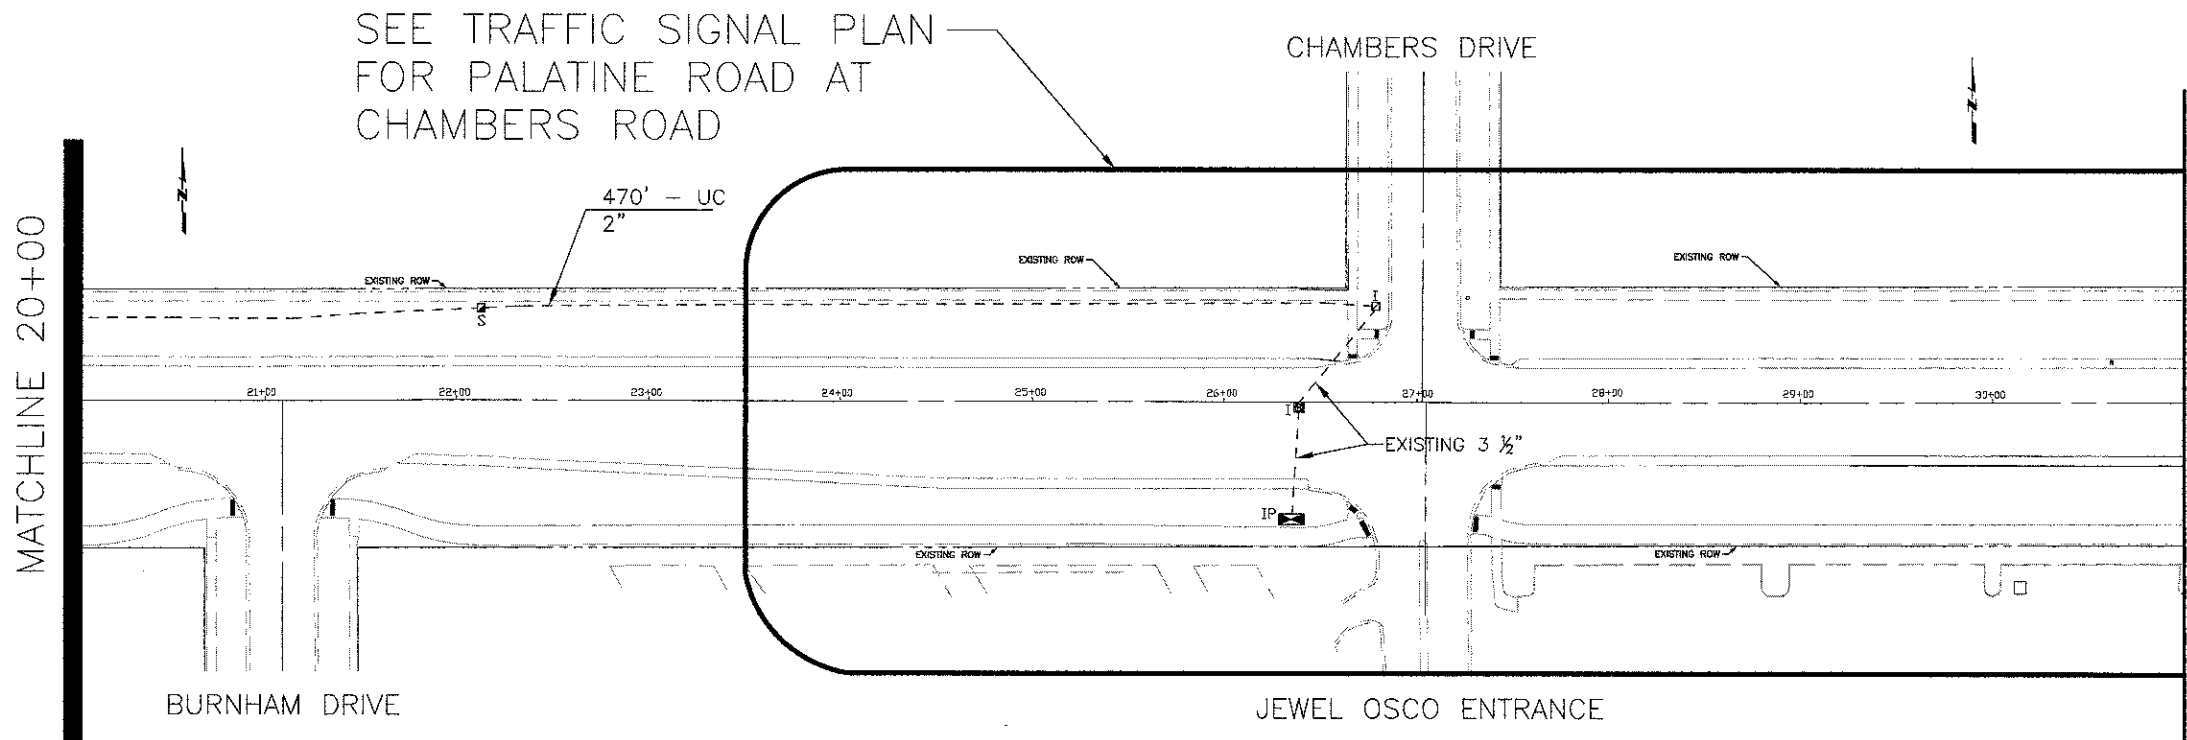 SEE TRAFFIC SIGNAL PLAN
FOR PALATINE ROAD AT
CHAMBERS ROAD
CHAMBERS DRIVE
N
N
470' – UC
2"
MATCHLINE 20+00
EXISTING ROW
EXISTING ROW
EXISTING ROW
S
I
21+00
22+00
23+00
24+00
25+00
26+00
27+00
28+00
29+00
30+00
I
EXISTING 3 ½"
IP
EXISTING ROW
EXISTING ROW
BURNHAM DRIVE
JEWEL OSCO ENTRANCE